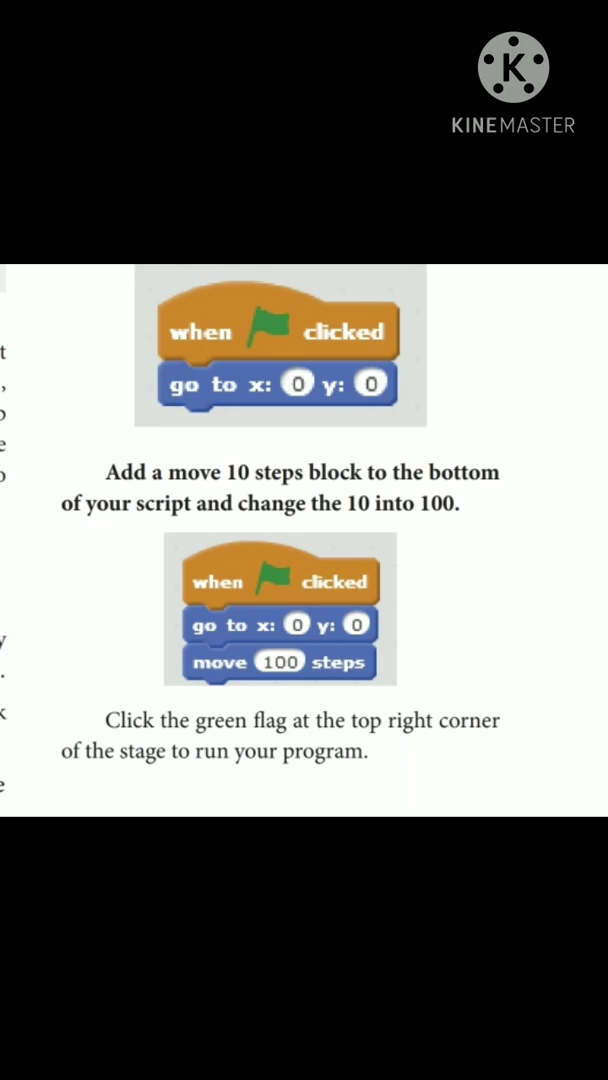 K
KINEMASTER
when clicked
go to x: 0 y: 0
t
,
e
Add a move 10 steps block to the bottom
of your script and change the 10 into 100.
when clicked
go to x: 0 y: 0
move 100 steps
y
.
k
Click the green flag at the top right corner
of the stage to run your program.
e